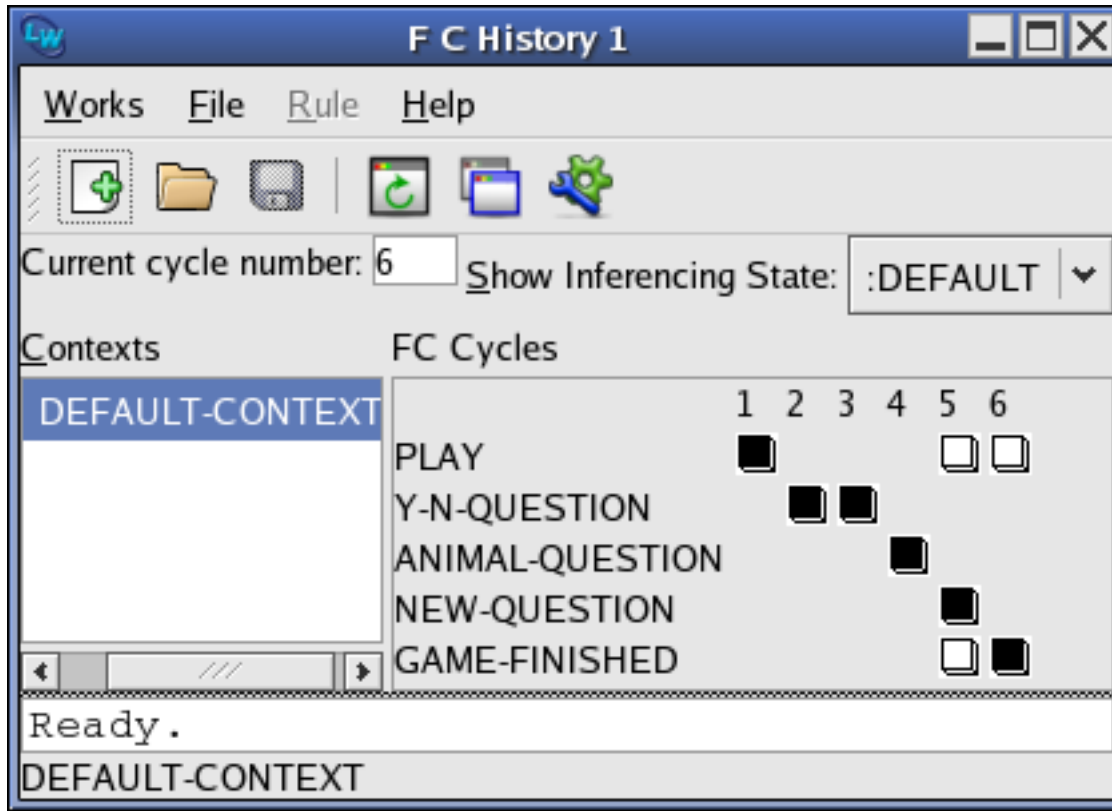 LW F C History 1
Works File Rule Help
Current cycle number: 6 Show Inferencing State: :DEFAULT
Contexts FC Cycles
DEFAULT-CONTEXT
1 2 3 4 5 6
PLAY
Y-N-QUESTION
ANIMAL-QUESTION
NEW-QUESTION
GAME-FINISHED
Ready.
DEFAULT-CONTEXT